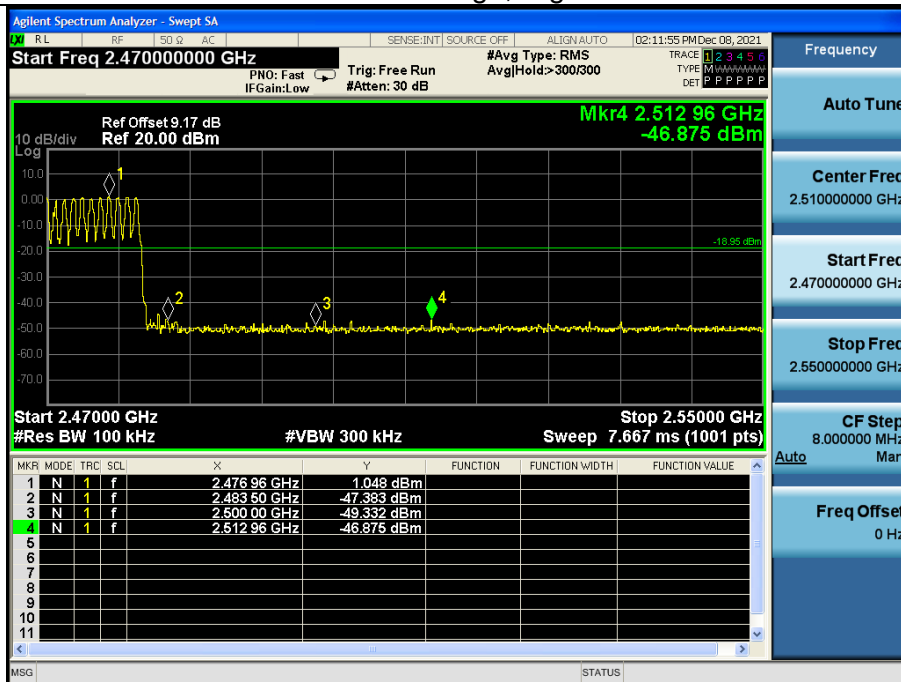 Agilent Spectrum Analyzer - Swept SA
LXI RL RF 50 Ω AC SENSE:INT SOURCE OFF ALIGN AUTO 02:11:55 PM Dec 08, 2021
Start Freq 2.470000000 GHz
PNO: Fast
IFGain:Low
Trig: Free Run
#Atten: 30 dB
#Avg Type: RMS
Avg|Hold:>300/300
TRACE 1 2 3 4 5 6
TYPE M
DET P P P P P P
Mkr4 2.512 96 GHz
-46.875 dBm
Ref Offset 9.17 dB
10 dB/div Ref 20.00 dBm
Log
10.0
0.00
-10.0
-20.0
-30.0
-40.0
-50.0
-60.0
-70.0
1
2
3
4
-18.95 dBm
Start 2.47000 GHz Stop 2.55000 GHz
#Res BW 100 kHz #VBW 300 kHz Sweep 7.667 ms (1001 pts)
MKR MODE TRC SCL X Y FUNCTION FUNCTION WIDTH FUNCTION VALUE
1 N 1 f 2.476 96 GHz 1.048 dBm
2 N 1 f 2.483 50 GHz -47.383 dBm
3 N 1 f 2.500 00 GHz -49.332 dBm
4 N 1 f 2.512 96 GHz -46.875 dBm
5
6
7
8
9
10
11
MSG STATUS
Frequency
Auto Tune
Center Freq
2.510000000 GHz
Start Freq
2.470000000 GHz
Stop Freq
2.550000000 GHz
CF Step
8.000000 MHz
Auto Man
Freq Offset
0 Hz